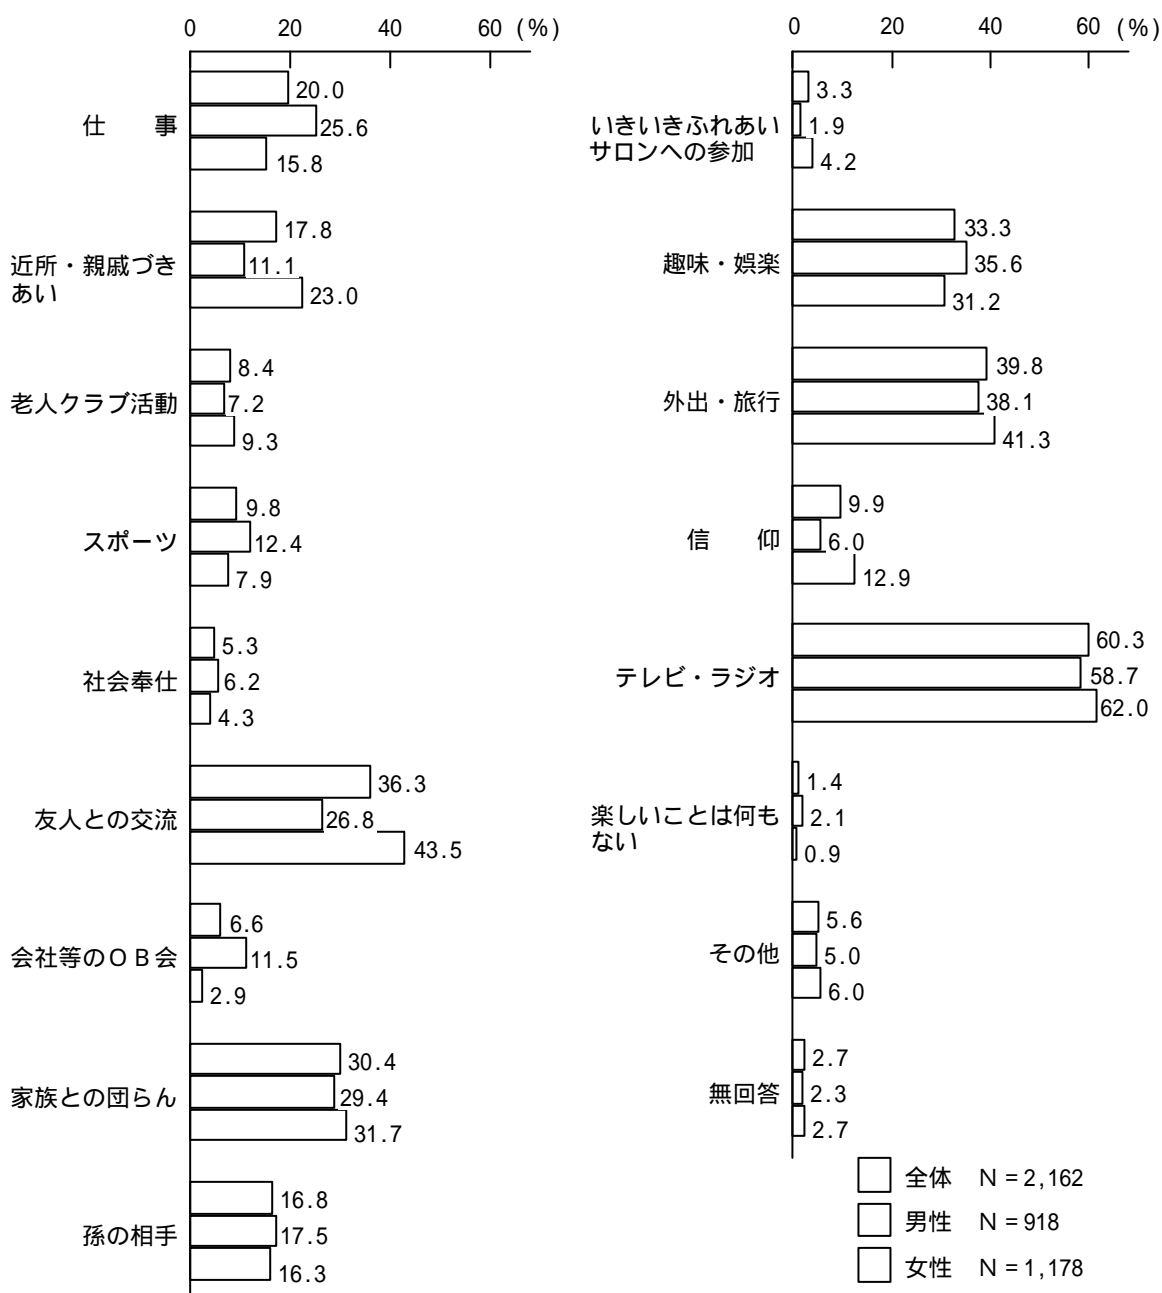 0 20 40 60 (%)
仕　　事
20.0
25.6
15.8
近所・親戚づき
あい
17.8
11.1
23.0
老人クラブ活動
8.4
7.2
9.3
スポーツ
9.8
12.4
7.9
社会奉仕
5.3
6.2
4.3
友人との交流
36.3
26.8
43.5
会社等のＯＢ会
6.6
11.5
2.9
家族との団らん
30.4
29.4
31.7
孫の相手
16.8
17.5
16.3
0 20 40 60 (%)
いきいきふれあい
サロンへの参加
3.3
1.9
4.2
趣味・娯楽
33.3
35.6
31.2
外出・旅行
39.8
38.1
41.3
信　　仰
9.9
6.0
12.9
テレビ・ラジオ
60.3
58.7
62.0
楽しいことは何も
ない
1.4
2.1
0.9
その他
5.6
5.0
6.0
無回答
2.7
2.3
2.7
全体　Ｎ=2,162
男性　Ｎ=918
女性　Ｎ=1,178